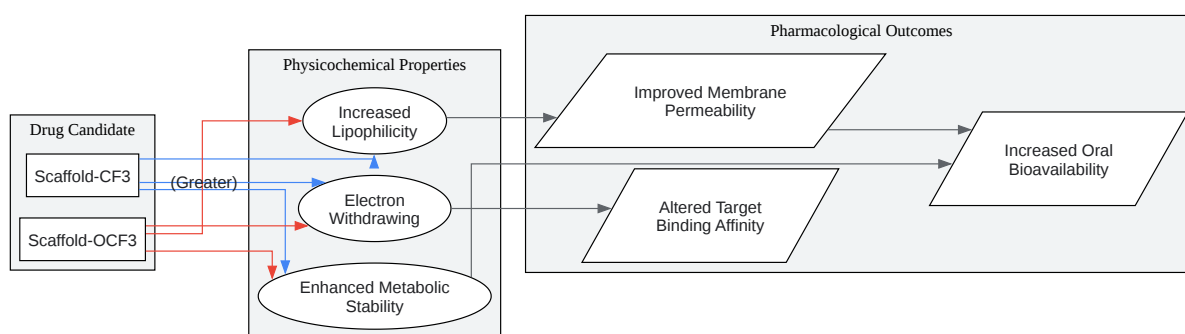 Drug Candidate
Scaffold-CF3
Scaffold-OCF3
(Greater)
Physicochemical Properties
Increased
Lipophilicity
Electron
Withdrawing
Enhanced Metabolic
Stability
Pharmacological Outcomes
Improved Membrane
Permeability
Altered Target
Binding Affinity
Increased Oral
Bioavailability